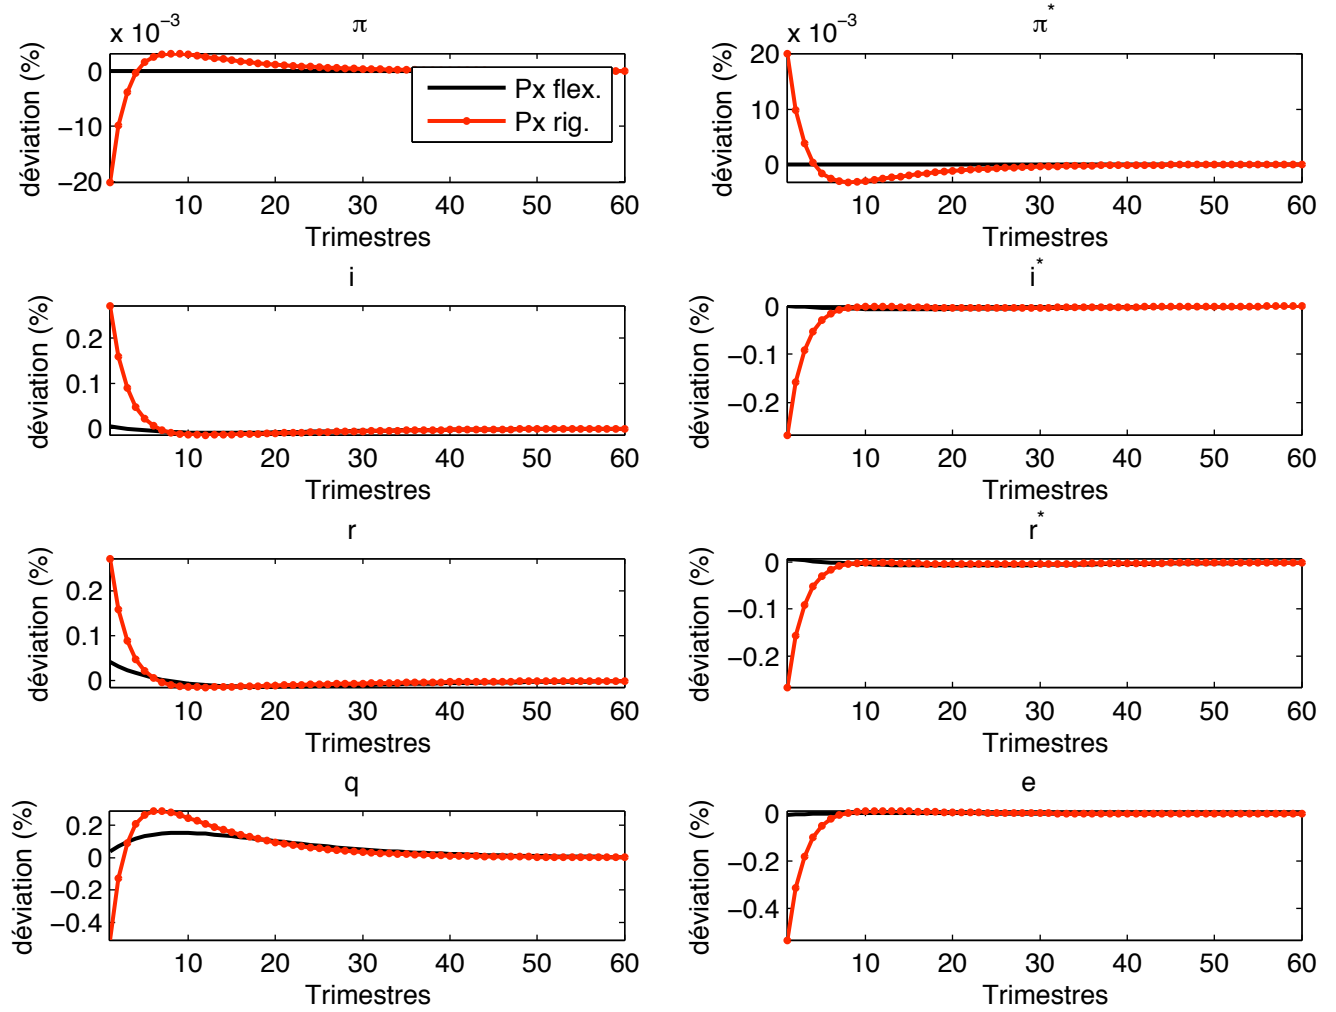 π
x 10⁻³
déviation (%)
0
−10
−20
Px flex.
Px rig.
10 20 30 40 50 60
Trimestres
π*
x 10⁻³
déviation (%)
20
10
0
10 20 30 40 50 60
Trimestres
i
déviation (%)
0.2
0.1
0
10 20 30 40 50 60
Trimestres
i*
déviation (%)
0
−0.1
−0.2
10 20 30 40 50 60
Trimestres
r
déviation (%)
0.2
0.1
0
10 20 30 40 50 60
Trimestres
r*
déviation (%)
0
−0.1
−0.2
10 20 30 40 50 60
Trimestres
q
déviation (%)
0.2
0
−0.2
−0.4
10 20 30 40 50 60
Trimestres
e
déviation (%)
0
−0.2
−0.4
10 20 30 40 50 60
Trimestres